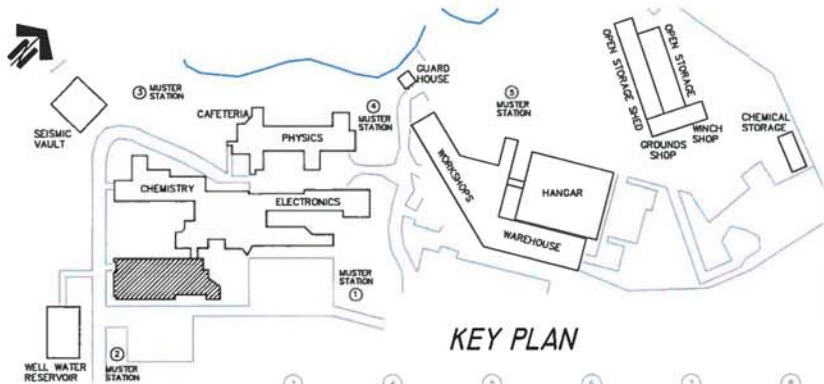 ③ MUSTER
STATION
SEISMIC
VAULT
CAFETERIA
PHYSICS
④
MUSTER
STATION
GUARD
HOUSE
⑤
MUSTER
STATION
OPEN STORAGE SHED
OPEN STORAGE
WINCH
SHOP
GROUNDS
SHOP
CHEMICAL
STORAGE
CHEMISTRY
ELECTRONICS
WORKSHOPS
HANGAR
WAREHOUSE
MUSTER
STATION
①
WELL WATER
RESERVOIR
②
MUSTER
STATION
KEY PLAN